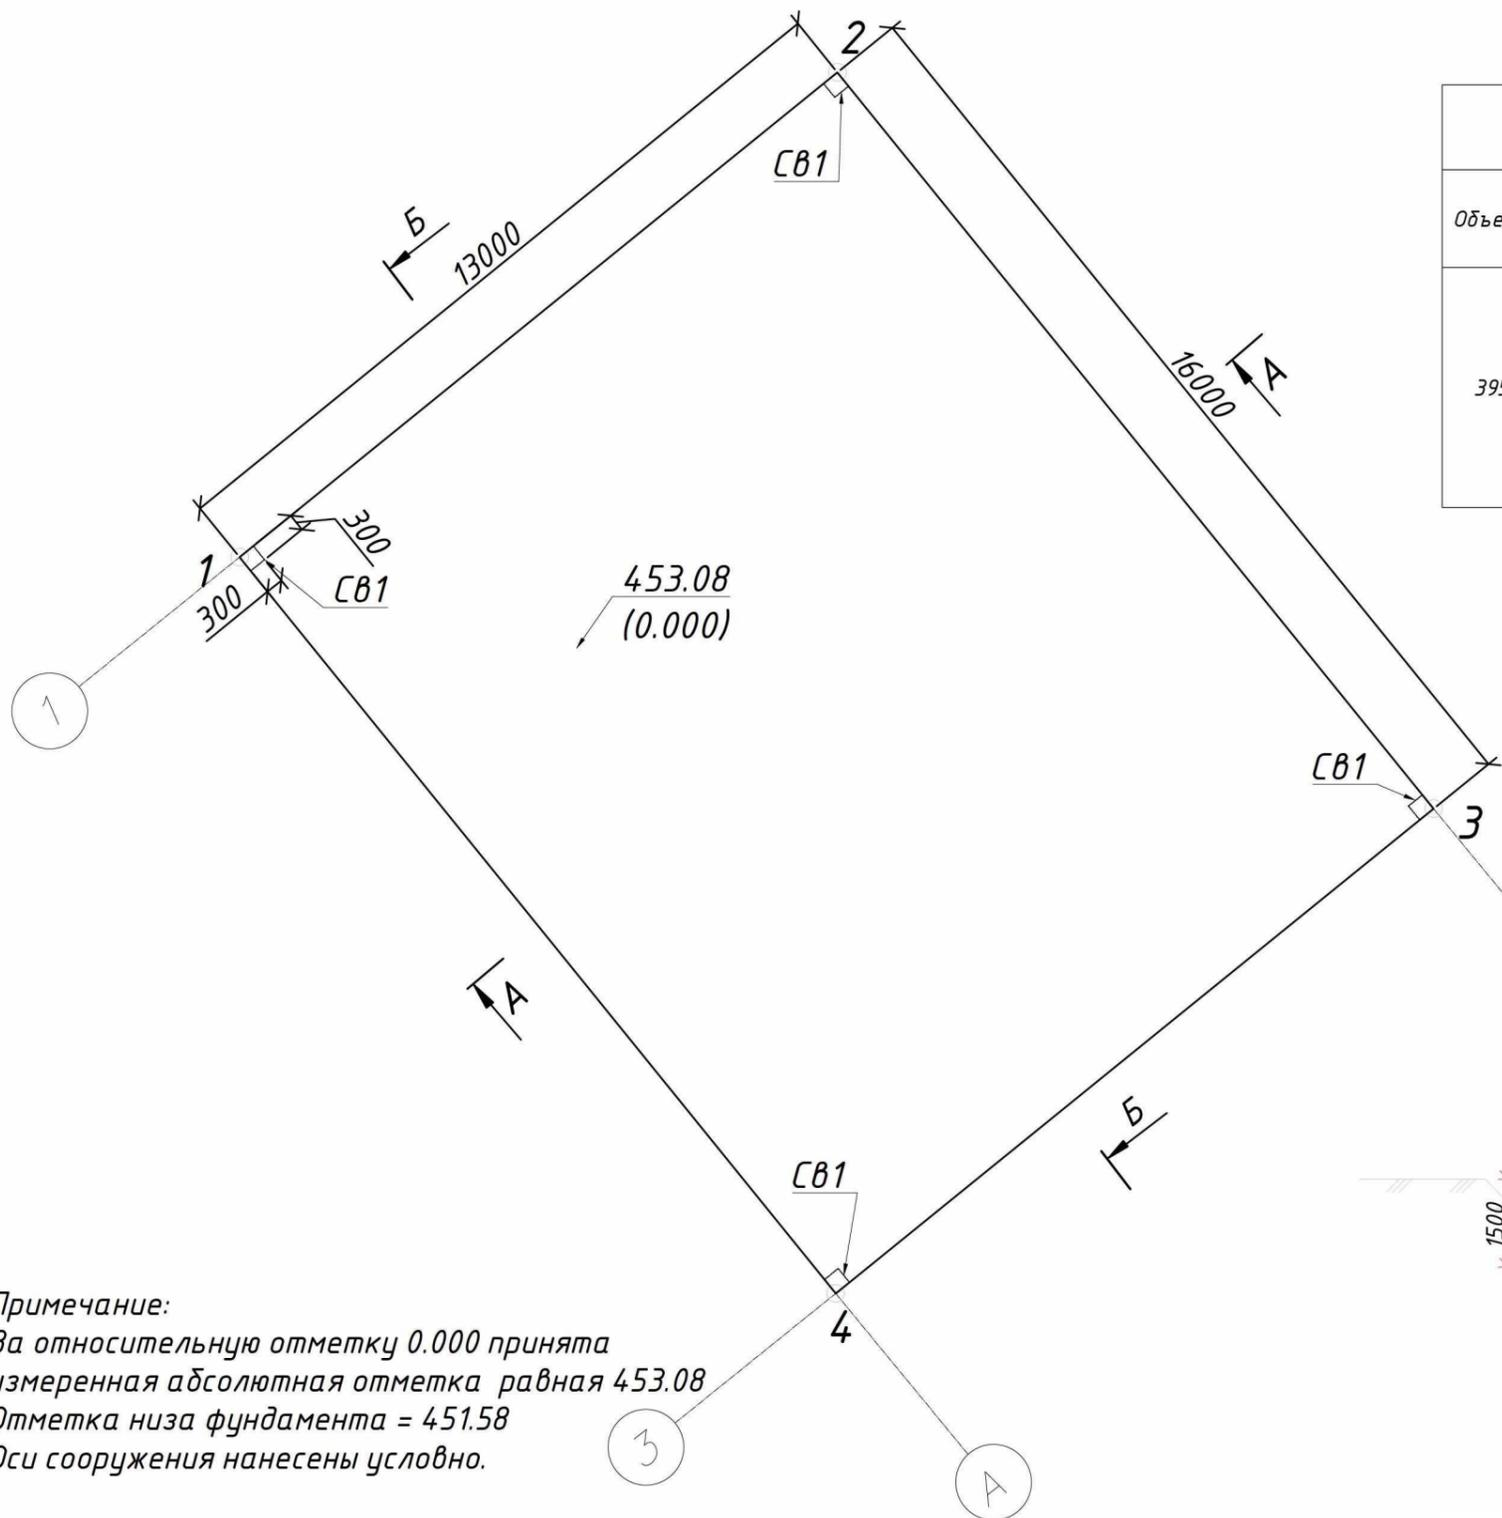 2
Св1
Б
13000
16000
А
300
1
Св1
300
453.08
(0.000)
1
Св1
3
А
Б
Св1
4
1500
Примечание:
За относительную отметку 0.000 принята
измеренная абсолютная отметка равная 453.08
Отметка низа фундамента = 451.58
Оси сооружения нанесены условно.
3
А